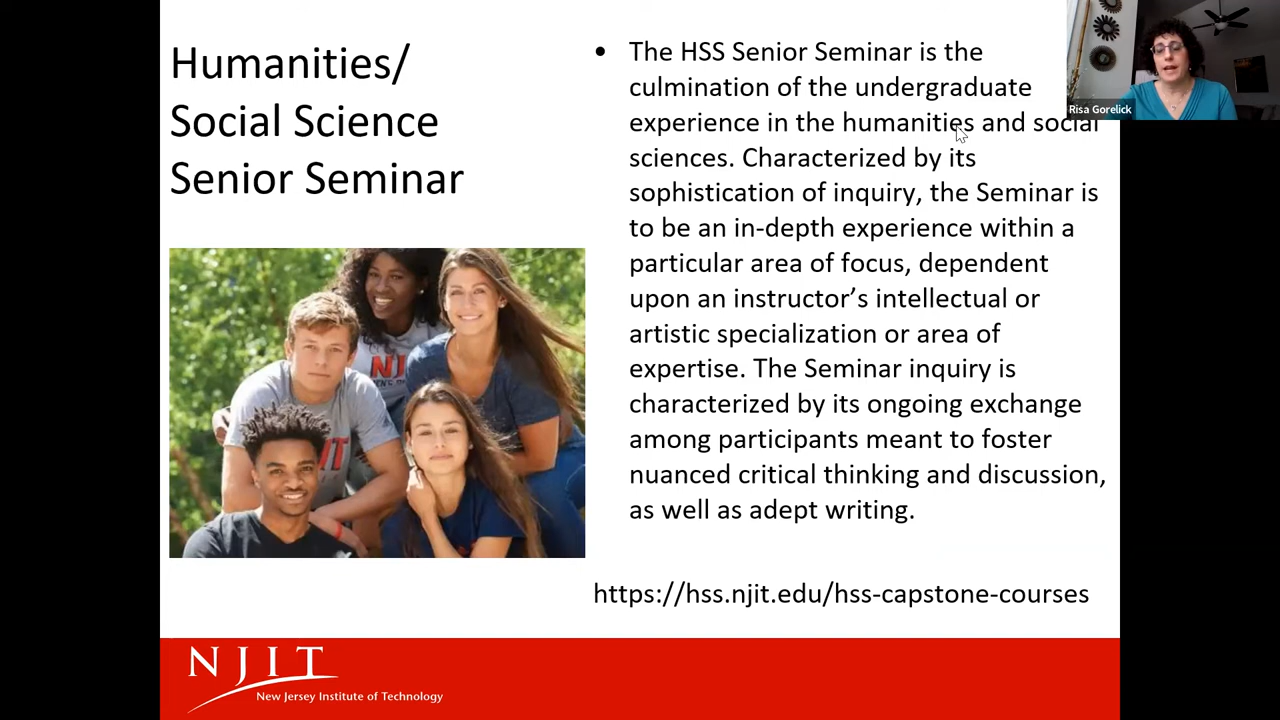 Humanities/
Social Science
Senior Seminar
• The HSS Senior Seminar is the
culmination of the undergraduate
experience in the humanities and social
sciences. Characterized by its
sophistication of inquiry, the Seminar is
to be an in-depth experience within a
particular area of focus, dependent
upon an instructor’s intellectual or
artistic specialization or area of
expertise. The Seminar inquiry is
characterized by its ongoing exchange
among participants meant to foster
nuanced critical thinking and discussion,
as well as adept writing.
https://hss.njit.edu/hss-capstone-courses
Risa Gorelick
NJIT
New Jersey Institute of Technology